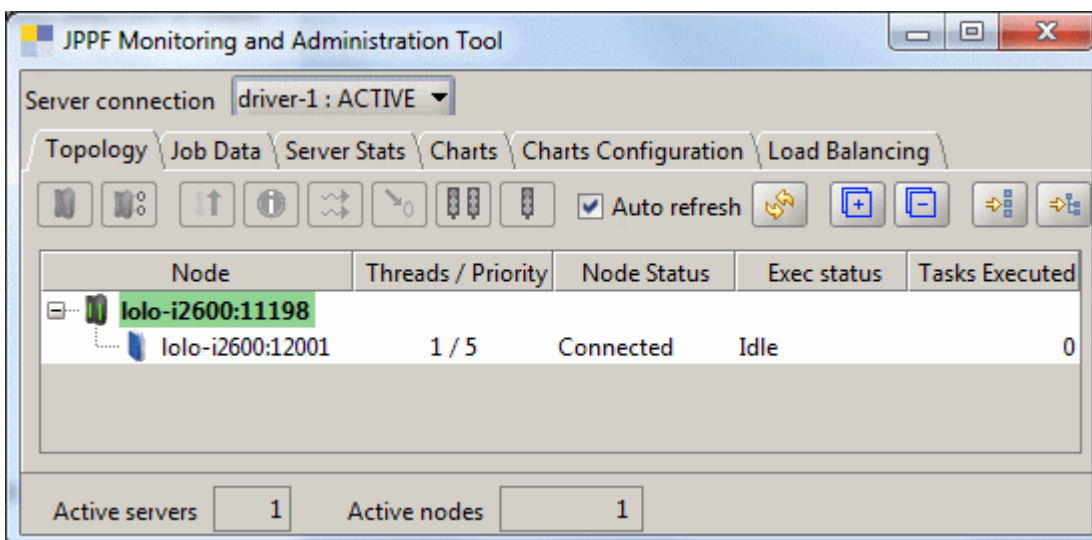 JPPF Monitoring and Administration Tool
Server connection driver-1 : ACTIVE
Topology Job Data Server Stats Charts Charts Configuration Load Balancing
Auto refresh
Node Threads / Priority Node Status Exec status Tasks Executed
lolo-i2600:11198
lolo-i2600:12001 1 / 5 Connected Idle 0
Active servers 1 Active nodes 1